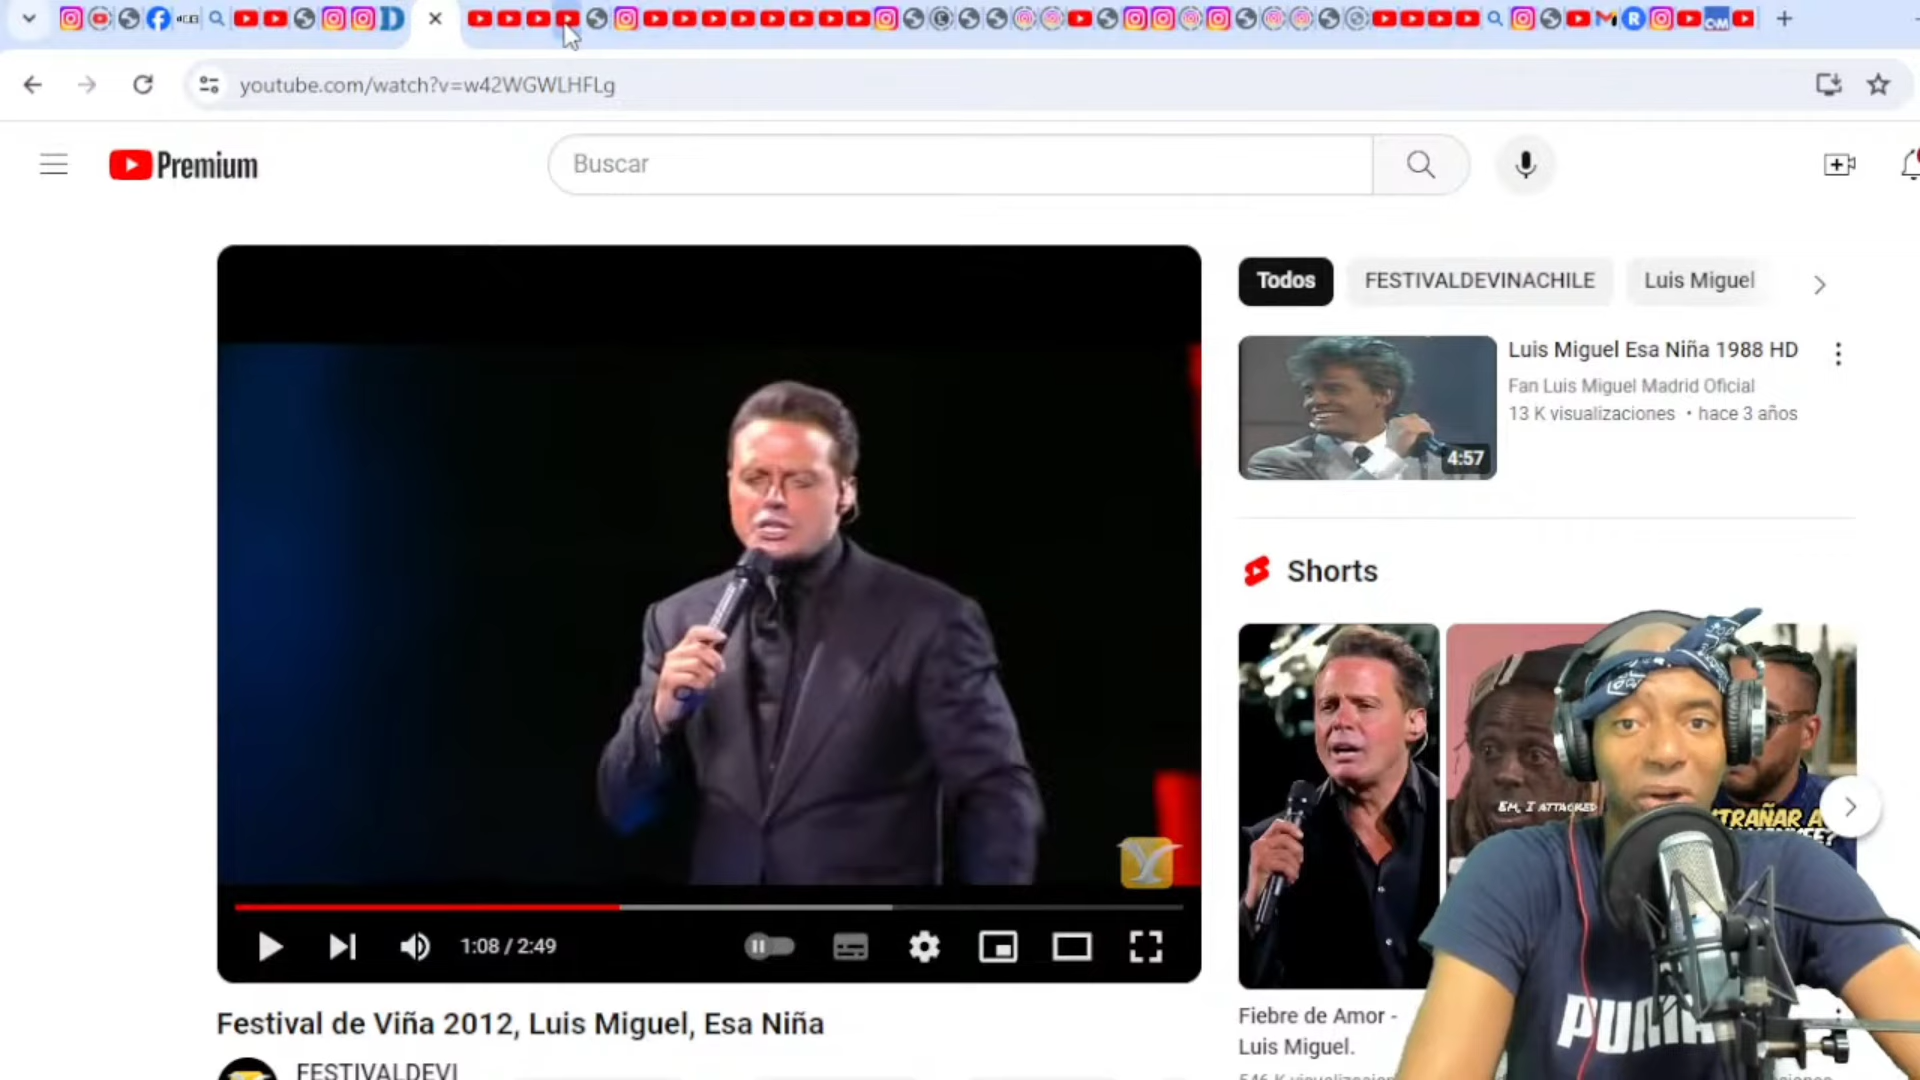 youtube.com/watch?v=w42WGWLHFLg
Premium
Buscar
Todos
FESTIVALDEVINACHILE
Luis Miguel
Luis Miguel Esa Niña 1988 HD
Fan Luis Miguel Madrid Oficial
13 K visualizaciones • hace 3 años
4:57
Shorts
1:08 / 2:49
Festival de Viña 2012, Luis Miguel, Esa Niña
FESTIVALDEVI
Fiebre de Amor -
Luis Miguel.
PUMA